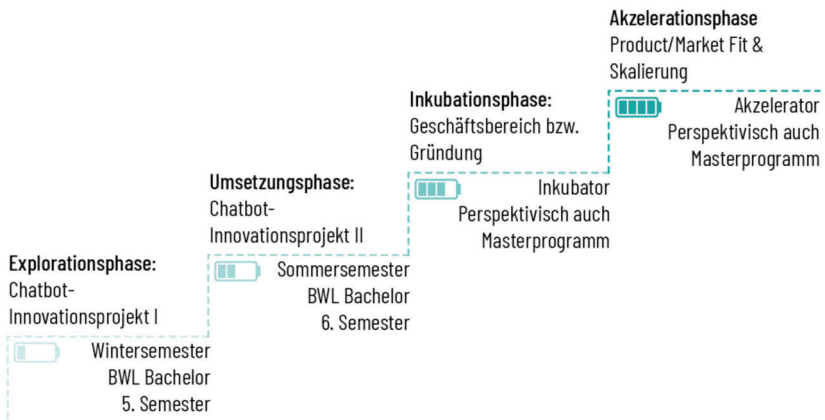 Akzelerationsphase
Product/Market Fit &
Skalierung
Akzelerator
Perspektivisch auch
Masterprogramm
Inkubationsphase:
Geschäftsbereich bzw.
Gründung
Inkubator
Perspektivisch auch
Masterprogramm
Umsetzungsphase:
Chatbot-
Innovationsprojekt II
Sommersemester
BWL Bachelor
6. Semester
Explorationsphase:
Chatbot-
Innovationsprojekt I
Wintersemester
BWL Bachelor
5. Semester